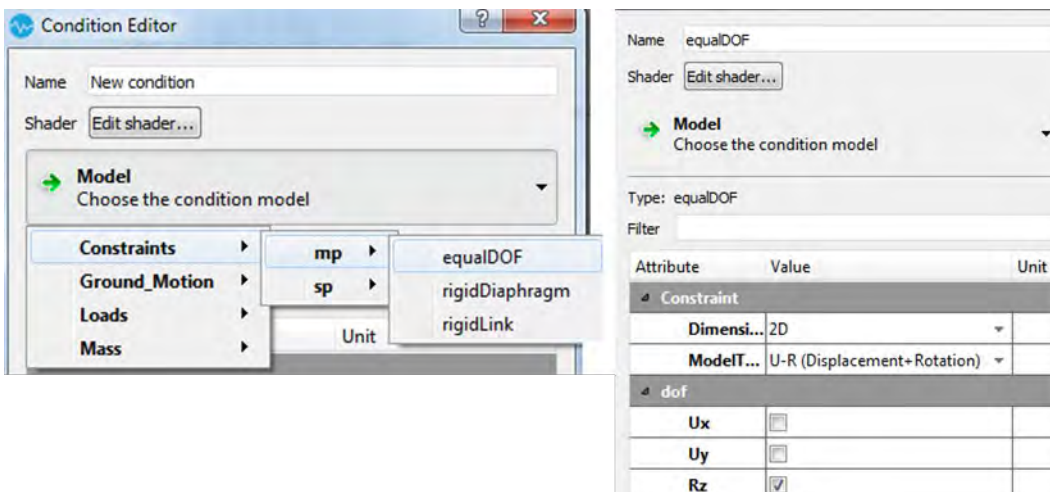 Condition Editor
?
X
Name New condition
Shader Edit shader...
Model
Choose the condition model
Constraints
Ground_Motion
Loads
Mass
mp
sp
equalDOF
rigidDiaphragm
rigidLink
Unit
Name equalDOF
Shader Edit shader...
Model
Choose the condition model
Type: equalDOF
Filter
Attribute Value Unit
Constraint
Dimensi... 2D
ModelT... U-R (Displacement+Rotation)
dof
Ux
Uy
Rz